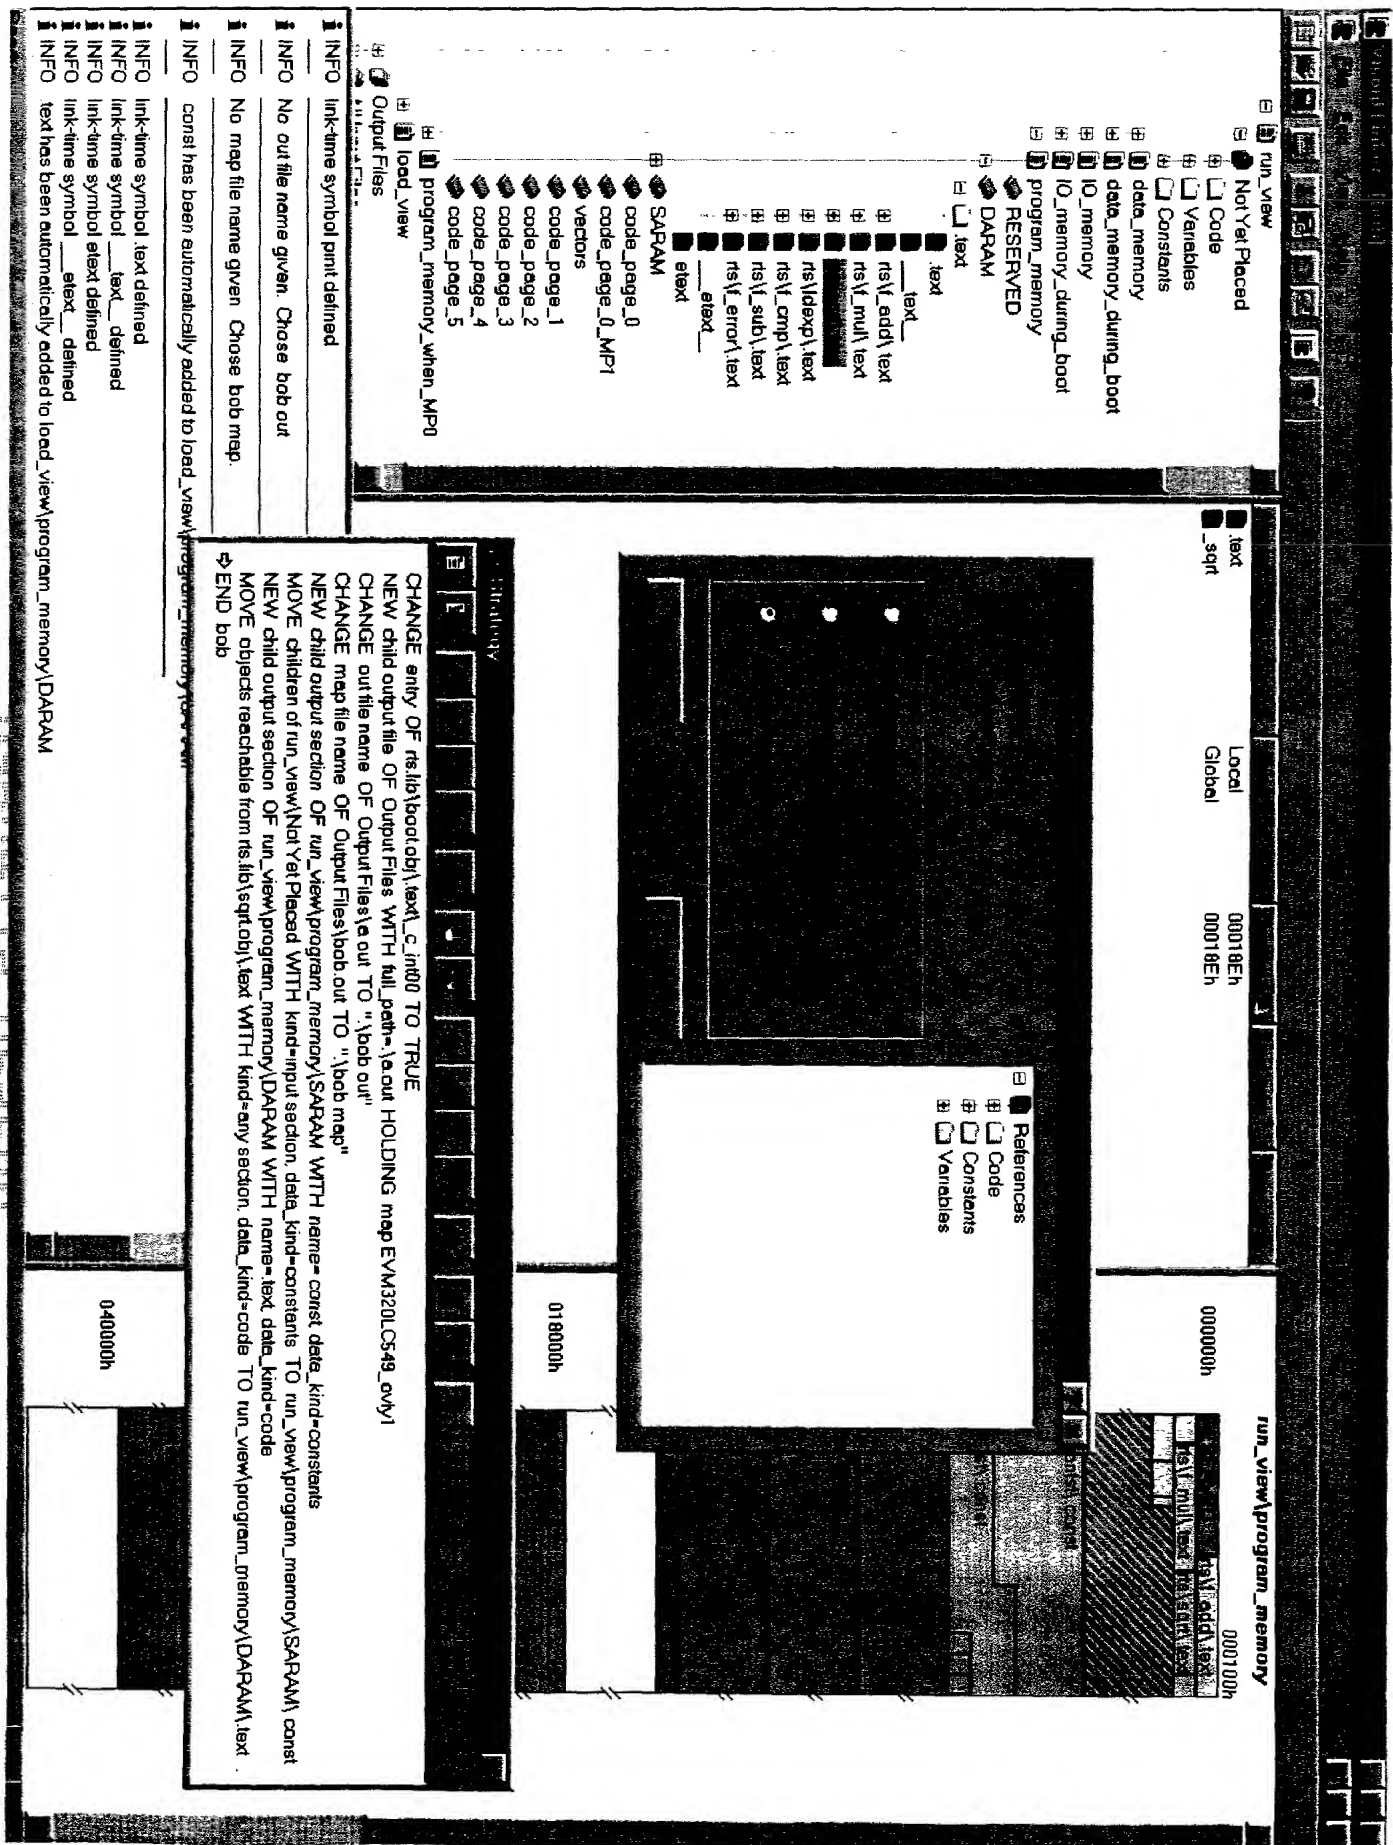 Visual Linker
run_view
Not Yet Placed
Code
Variables
Constants
data_memory
data_memory_during_boot
IO_memory
IO_memory_during_boot
program_memory
RESERVED
DARAM
.text
.text
___text__
rts\f_add\.text
rts\f_mul\.text
rts\ldexp\.text
rts\f_cmp\.text
rts\f_sub\.text
rts\f_error\.text
___etext__
etext
SARAM
code_page_0
code_page_0_MP1
vectors
code_page_1
code_page_2
code_page_3
code_page_4
code_page_5
program_memory_when_MP0
load_view
Output Files
.text Local 00018Eh
_sqrt Global 00018Eh
References
Code
Constants
Variables
run_view\program_memory
000000h
000100h
rts\f_add\.text
rts\f_mul\.text rts\sqrt\.text
018000h
040000h
Strategy
CHANGE entry OF rts.lib\boot.obj\.text\_c_int00 TO TRUE
NEW child output file OF Output Files WITH full_path=.\a.out HOLDING map EVM320LC549_ovly1
CHANGE out file name OF Output Files\a.out TO ".\bob out"
CHANGE map file name OF Output Files\bob.out TO ".\bob map"
NEW child output section OF run_view\program_memory\SARAM WITH name= const, data_kind=constants
MOVE children of run_view\Not Yet Placed WITH kind=input section, data_kind=constants TO run_view\program_memory\SARAM\ const
NEW child output section OF run_view\program_memory\DARAM WITH name=.text, data_kind=code
MOVE objects reachable from rts.lib\sqrt.obj\.text WITH kind=any section, data_kind=code TO run_view\program_memory\DARAM\.text
END bob
INFO link-time symbol pmit defined
INFO No out file name given. Chose bob out
INFO No map file name given Chose bob map.
INFO const has been automatically added to load_view\program_memory\SARAM
INFO link-time symbol .text defined
INFO link-time symbol ___text__ defined
INFO link-time symbol etext defined
INFO link-time symbol ___etext__ defined
INFO text has been automatically added to load_view\program_memory\DARAM